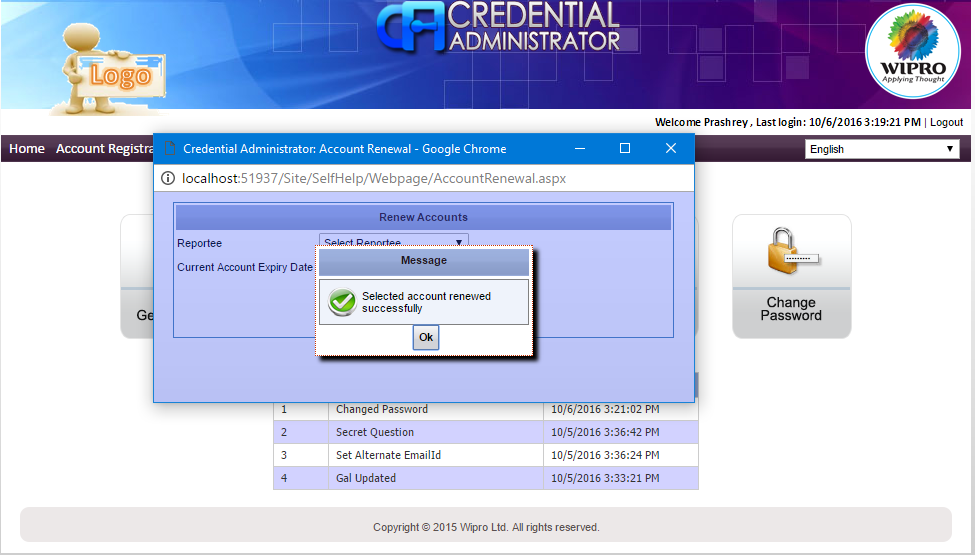 CREDENTIAL
ADMINISTRATOR
Logo
WIPRO
Applying Thought
Welcome Prashrey , Last login: 10/6/2016 3:19:21 PM | Logout
Home Account Registra
English
Credential Administrator: Account Renewal - Google Chrome
localhost:51937/Site/SelfHelp/Webpage/AccountRenewal.aspx
Renew Accounts
Reportee Select Reportee
Current Account Expiry Date
Message
Selected account renewed
successfully
Ok
Ge
Change
Password
1 Changed Password 10/6/2016 3:21:02 PM
2 Secret Question 10/5/2016 3:36:42 PM
3 Set Alternate EmailId 10/5/2016 3:36:24 PM
4 Gal Updated 10/5/2016 3:33:21 PM
Copyright © 2015 Wipro Ltd. All rights reserved.